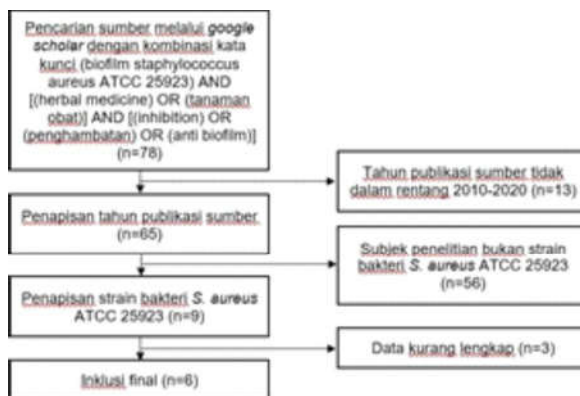 Pencarian sumber melalui google
scholar dengan kombinasi kata
kunci (biofilm staphylococcus
aureus ATCC 25923) AND
[(herbal medicine) OR (tanaman
obat)] AND [(inhibition) OR
(penghambatan) OR (anti biofilm)]
(n=78)
Tahun publikasi sumber tidak
dalam rentang 2010-2020 (n=13)
Penapisan tahun publikasi sumber
(n=65)
Subjek penelitian bukan strain
bakteri S. aureus ATCC 25923
(n=56)
Penapisan strain bakteri S. aureus
ATCC 25923 (n=9)
Data kurang lengkap (n=3)
Inklusi final (n=6)